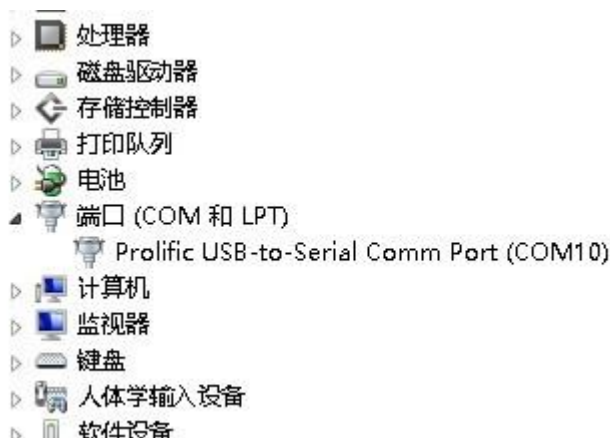 处理器
磁盘驱动器
存储控制器
打印队列
电池
端口 (COM 和 LPT)
Prolific USB-to-Serial Comm Port (COM10)
计算机
监视器
键盘
人体学输入设备
软件设备